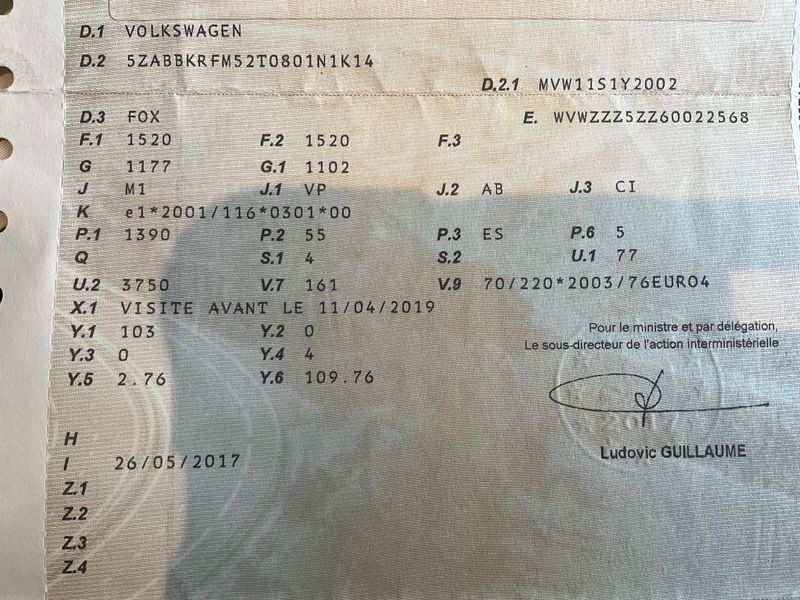 D.1 VOLKSWAGEN
D.2 5ZABBKRFM52T0801N1K14
D.2.1 MVW11S1Y2002
D.3 FOX E. WVWZZZ5ZZ60022568
F.1 1520 F.2 1520 F.3
G 1177 G.1 1102
J M1 J.1 VP J.2 AB J.3 CI
K e1*2001/116*0301*00
P.1 1390 P.2 55 P.3 ES P.6 5
Q S.1 4 S.2 U.1 77
U.2 3750 V.7 161 V.9 70/220*2003/76EURO4
X.1 VISITE AVANT LE 11/04/2019
Y.1 103 Y.2 0
Pour le ministre et par délégation,
Le sous-directeur de l'action interministérielle
Y.3 0 Y.4 4
Y.5 2.76 Y.6 109.76
2017
H
Ludovic GUILLAUME
I 26/05/2017
Z.1
Z.2
Z.3
Z.4